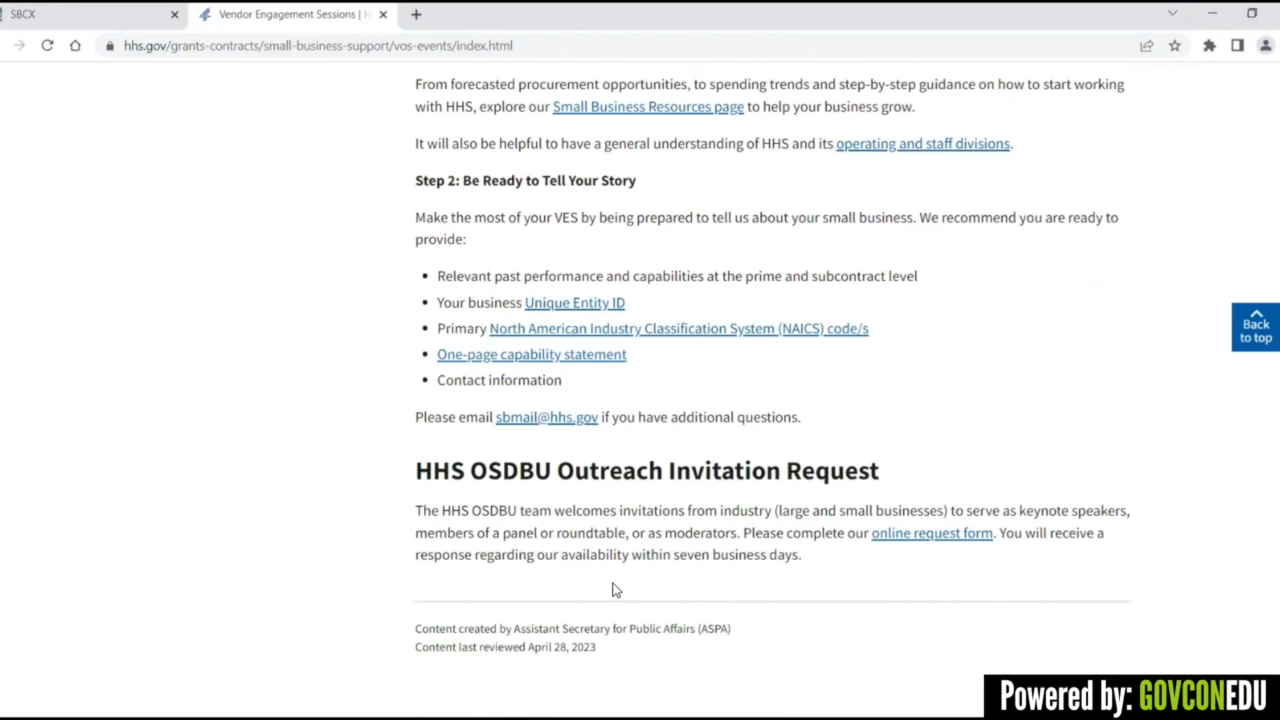 SBCX
Vendor Engagement Sessions | H
hhs.gov/grants-contracts/small-business-support/vos-events/index.html
From forecasted procurement opportunities, to spending trends and step-by-step guidance on how to start working
with HHS, explore our Small Business Resources page to help your business grow.
It will also be helpful to have a general understanding of HHS and its operating and staff divisions.
Step 2: Be Ready to Tell Your Story
Make the most of your VES by being prepared to tell us about your small business. We recommend you are ready to
provide:
• Relevant past performance and capabilities at the prime and subcontract level
• Your business Unique Entity ID
• Primary North American Industry Classification System (NAICS) code/s
• One-page capability statement
• Contact information
Back
to top
Please email sbmail@hhs.gov if you have additional questions.
HHS OSDBU Outreach Invitation Request
The HHS OSDBU team welcomes invitations from industry (large and small businesses) to serve as keynote speakers,
members of a panel or roundtable, or as moderators. Please complete our online request form. You will receive a
response regarding our availability within seven business days.
Content created by Assistant Secretary for Public Affairs (ASPA)
Content last reviewed April 28, 2023
Powered by: GOVCONEDU